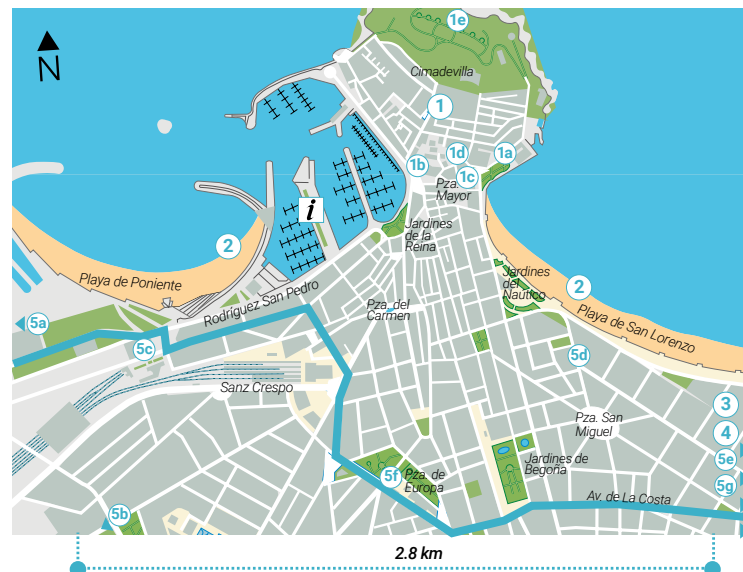 1e
N
Cimadevilla
1
1d
1a
1b
1c
Pza.
Mayor
i
Jardines
de la
Reina
2
Jardines
del
Nautico
Playa de Poniente
2
Rodríguez San Pedro
Pza. del
Carmen
Playa de San Lorenzo
5a
5c
5d
Sanz Crespo
3
Pza. San
Miguel
4
5e
Jardines de
Begoña
5f
Pza. de
Europa
5g
Av. de La Costa
5b
2.8 km